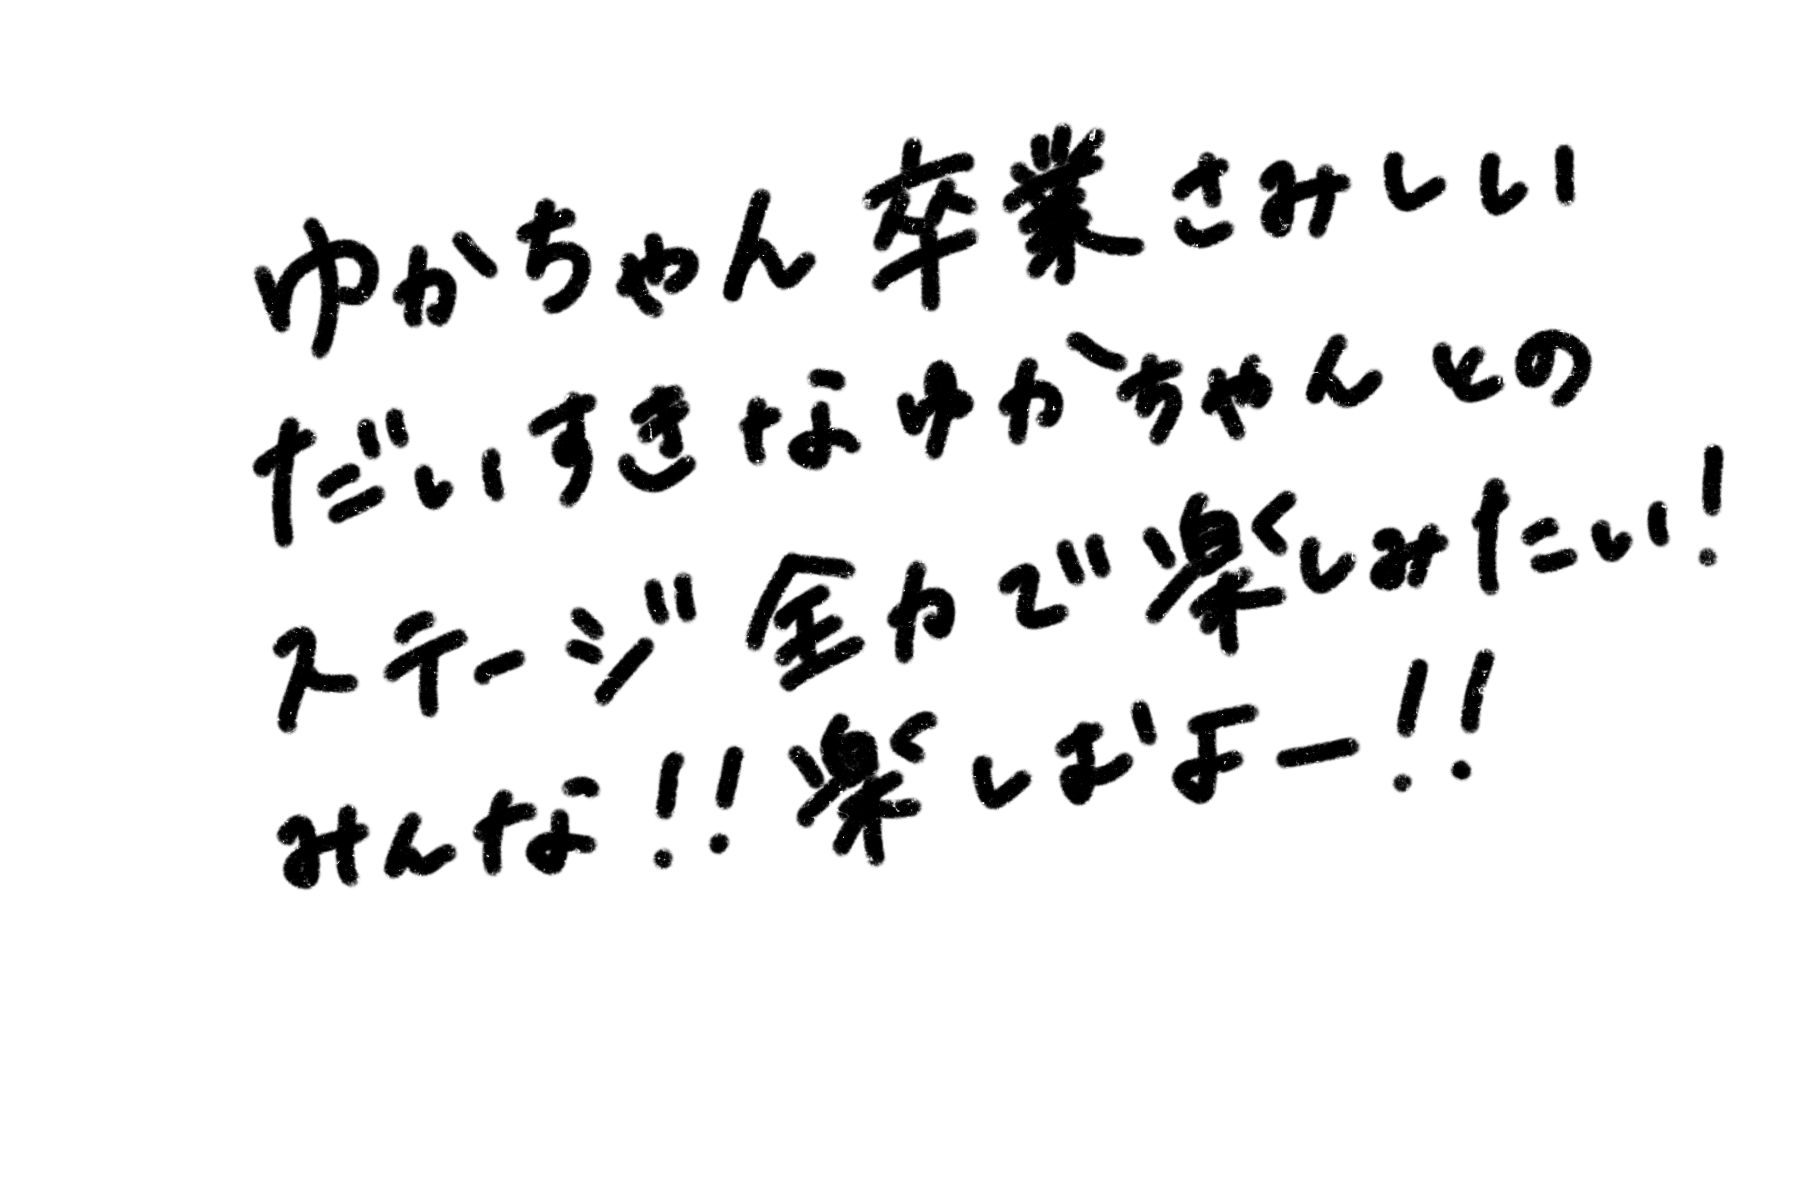 ゆかちゃん卒業さみしい
だいすきなゆかちゃんとの
ステージ全力で楽しみたい!
みんな!!楽しむよー!!